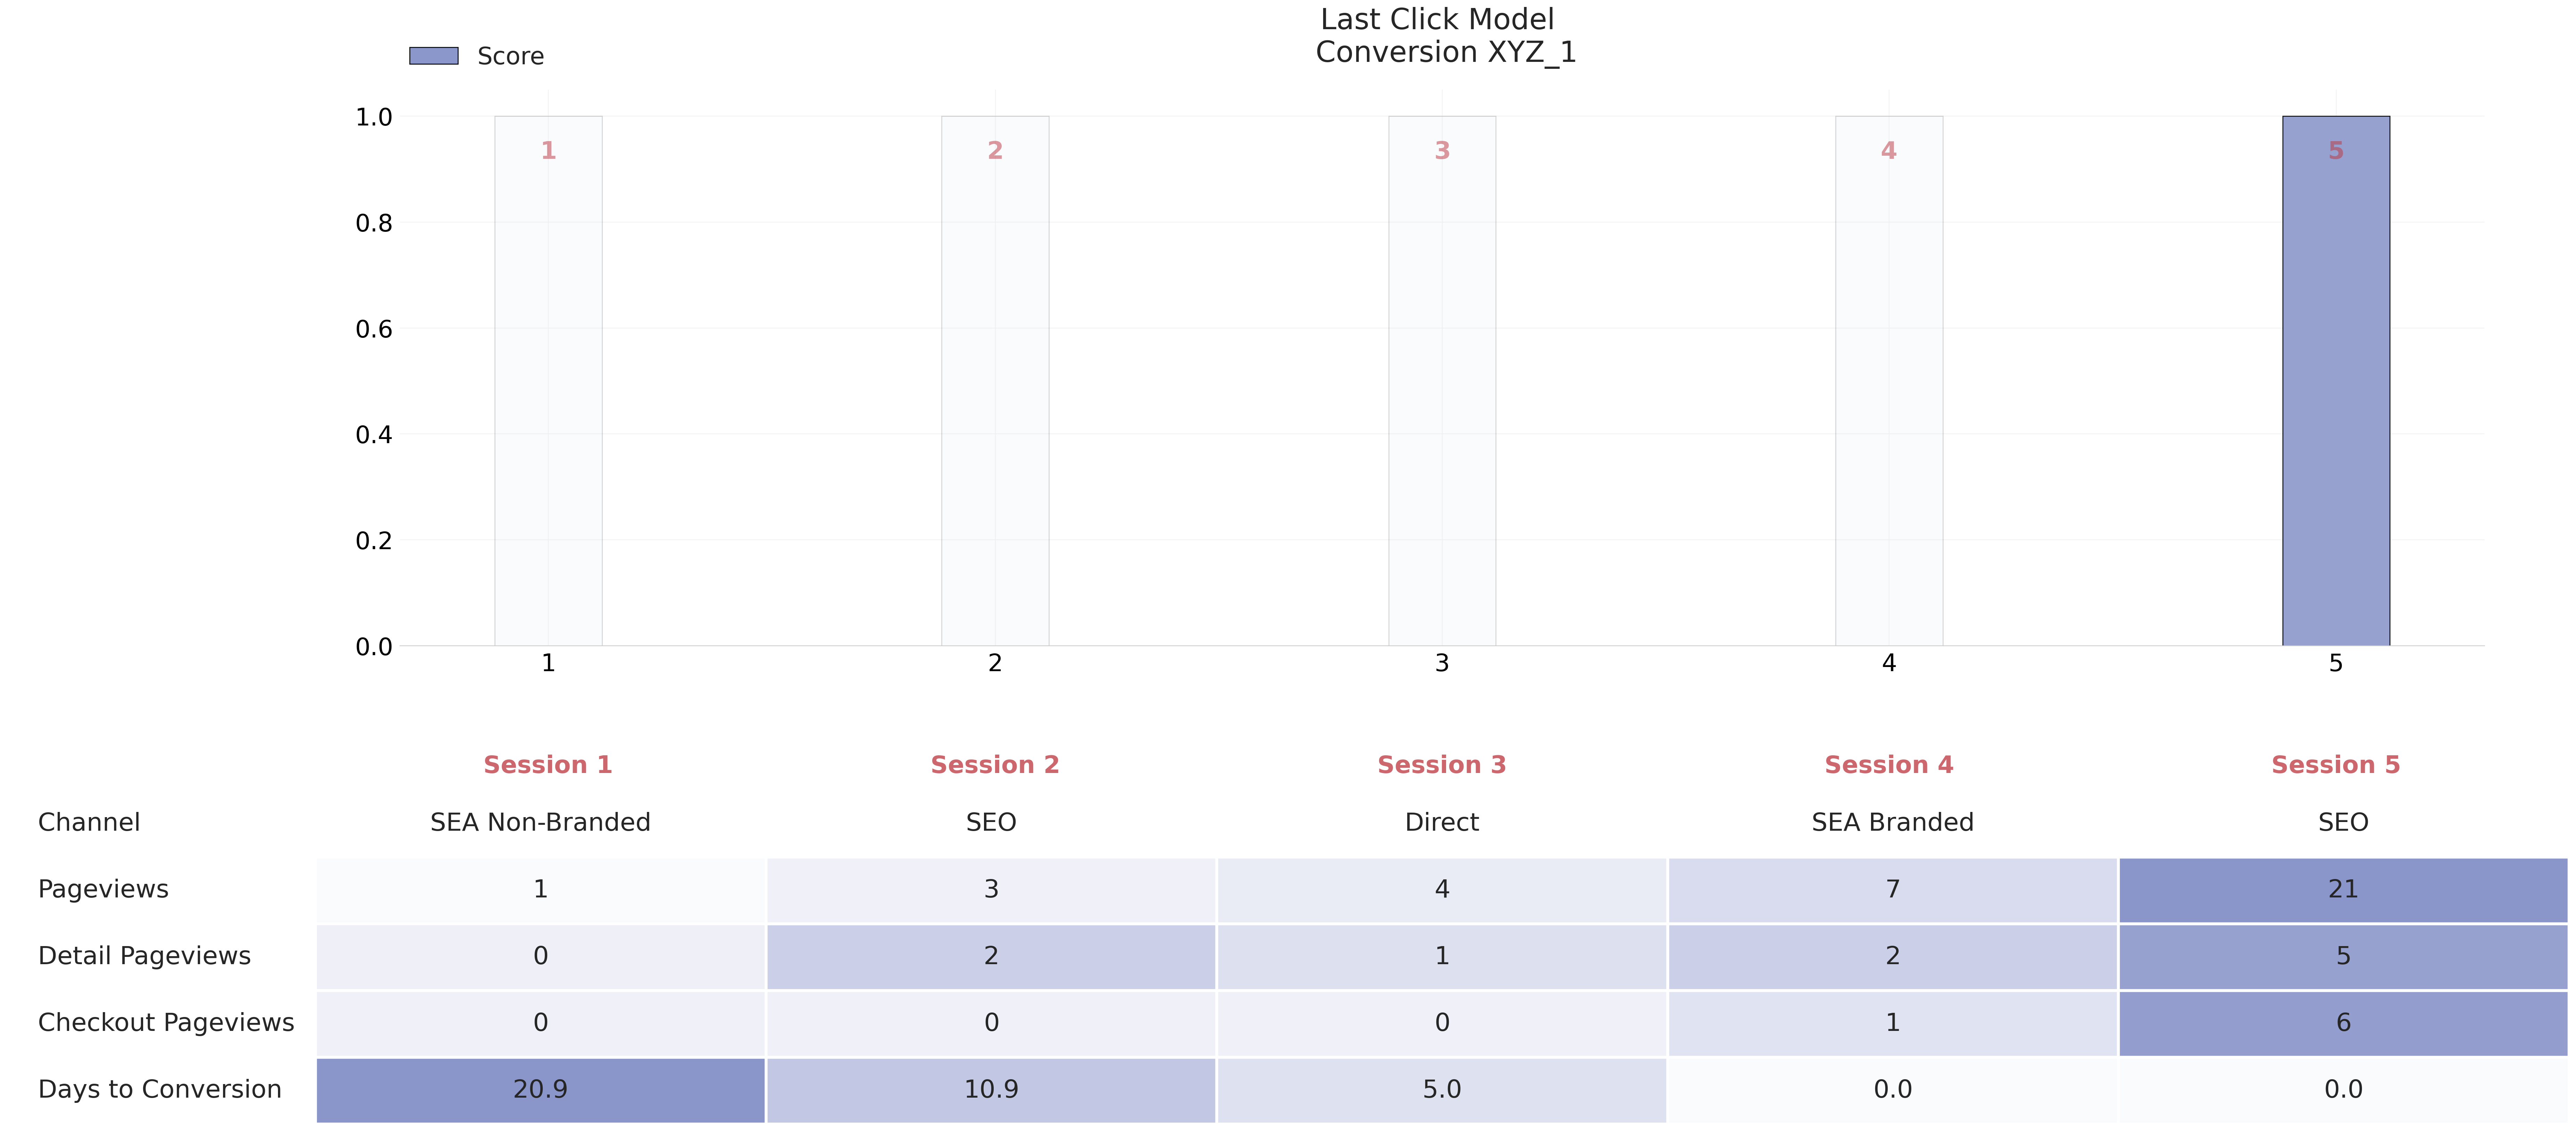 Last Click Model
Conversion XYZ_1
Score
1.0
0.8
0.6
0.4
0.2
0.0
1 2 3 4 5
1 2 3 4 5
Session 1 Session 2 Session 3 Session 4 Session 5
Channel SEA Non-Branded SEO Direct SEA Branded SEO
Pageviews 1 3 4 7 21
Detail Pageviews 0 2 1 2 5
Checkout Pageviews 0 0 0 1 6
Days to Conversion 20.9 10.9 5.0 0.0 0.0